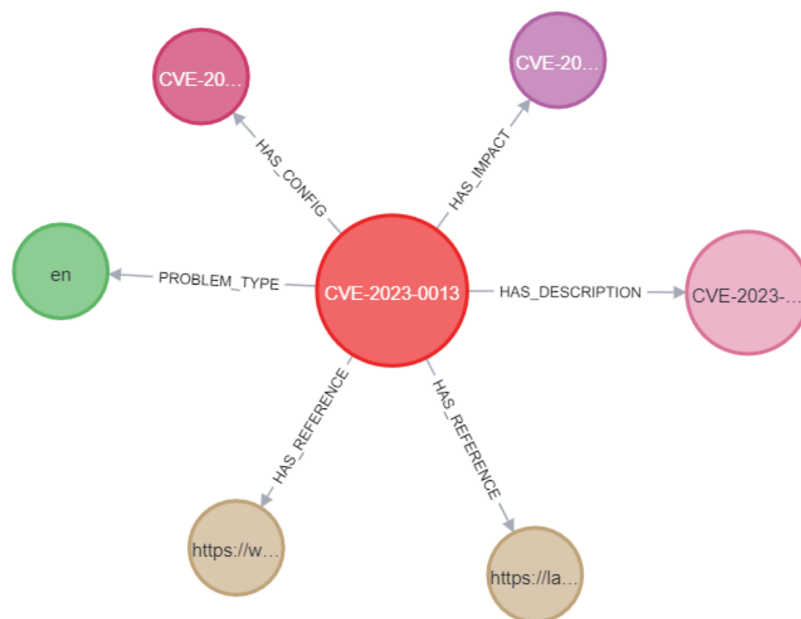 CVE-20...
CVE-20...
HAS_CONFIG
HAS_IMPACT
en
PROBLEM_TYPE
CVE-2023-0013
HAS_DESCRIPTION
CVE-2023-...
HAS_REFERENCE
HAS_REFERENCE
https://w...
https://la...